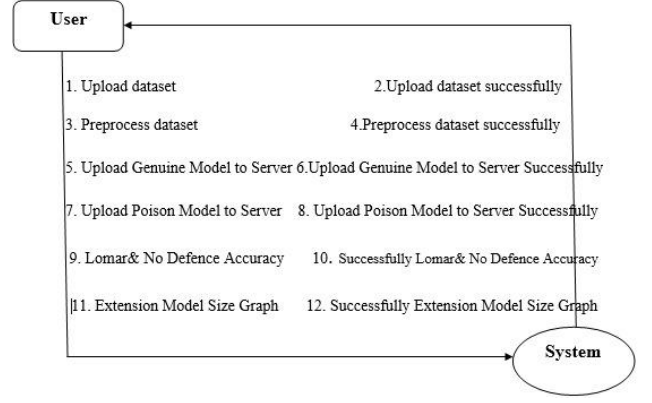 User
1. Upload dataset 2.Upload dataset successfully
3. Preprocess dataset 4.Preprocess dataset successfully
5. Upload Genuine Model to Server 6.Upload Genuine Model to Server Successfully
7. Upload Poison Model to Server 8. Upload Poison Model to Server Successfully
9. Lomar& No Defence Accuracy 10. Successfully Lomar& No Defence Accuracy
11. Extension Model Size Graph 12. Successfully Extension Model Size Graph
System